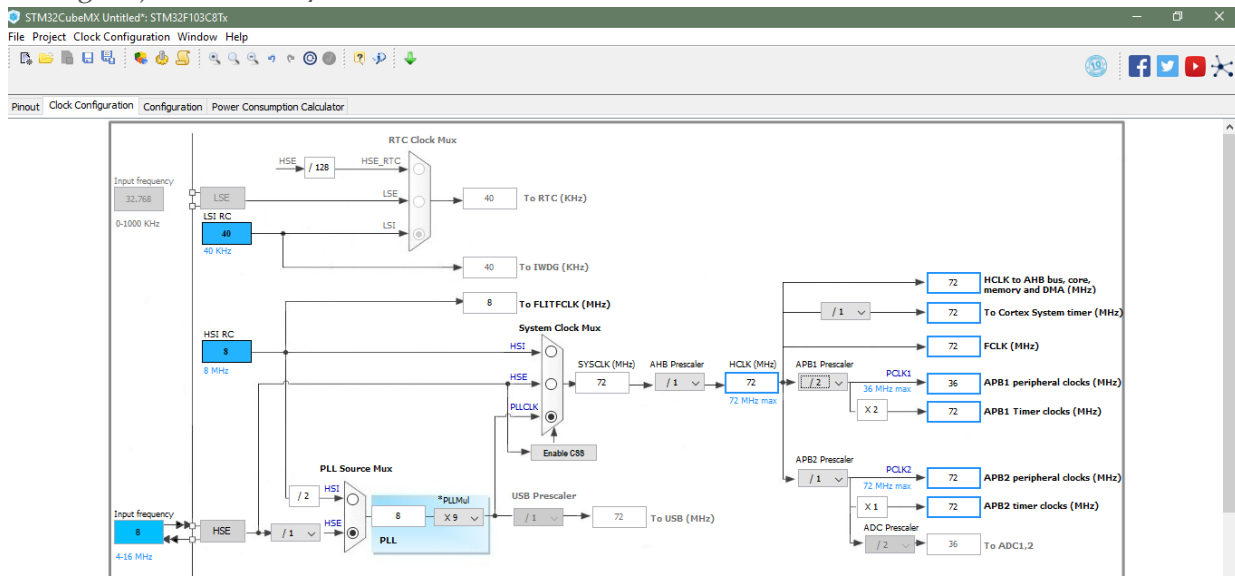 STM32CubeMX Untitled*: STM32F103C8Tx
File Project Clock Configuration Window Help
10
Pinout Clock Configuration Configuration Power Consumption Calculator
RTC Clock Mux
HSE / 128 HSE_RTC
Input frequency
32.768 LSE LSE 40 To RTC (KHz)
0-1000 KHz LSI RC
40 LSI
40 KHz
40 To IWDG (KHz)
8 To FLITFCLK (MHz)
72 HCLK to AHB bus, core,
memory and DMA (MHz)
/ 1 72 To Cortex System timer (MHz)
System Clock Mux
HSI RC
8 HSI 72 FCLK (MHz)
8 MHz
SYSCLK (MHz) AHB Prescaler HCLK (MHz) APB1 Prescaler
PCLK1
HSE 72 / 1 72 / 2 36 APB1 peripheral clocks (MHz)
72 MHz max 36 MHz max
PLLCLK X 2 72 APB1 Timer clocks (MHz)
Enable CSS
APB2 Prescaler
PLL Source Mux PCLK2
/ 1 72 APB2 peripheral clocks (MHz)
72 MHz max
/ 2 HSI *PLLMul USB Prescaler
X 1 72 APB2 timer clocks (MHz)
Input frequency
8 HSE / 1 HSE 8 X 9 / 1 72 To USB (MHz)
ADC Prescaler
PLL / 2 36 To ADC1,2
4-16 MHz